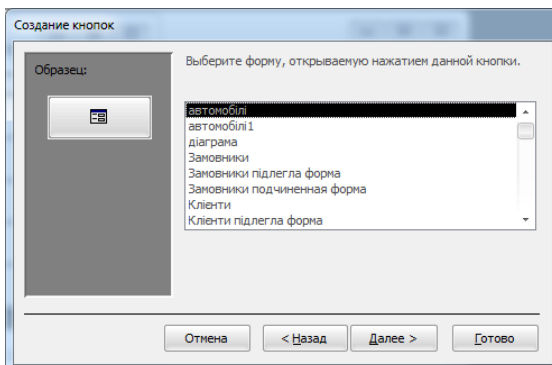 Создание кнопок
Образец:
Выберите форму, открываемую нажатием данной кнопки.
автомобілі
автомобілі1
діаграма
Замовники
Замовники підлегла форма
Замовники подчиненная форма
Клієнти
Клієнти підлегла форма
Отмена
< Назад
Далее >
Готово